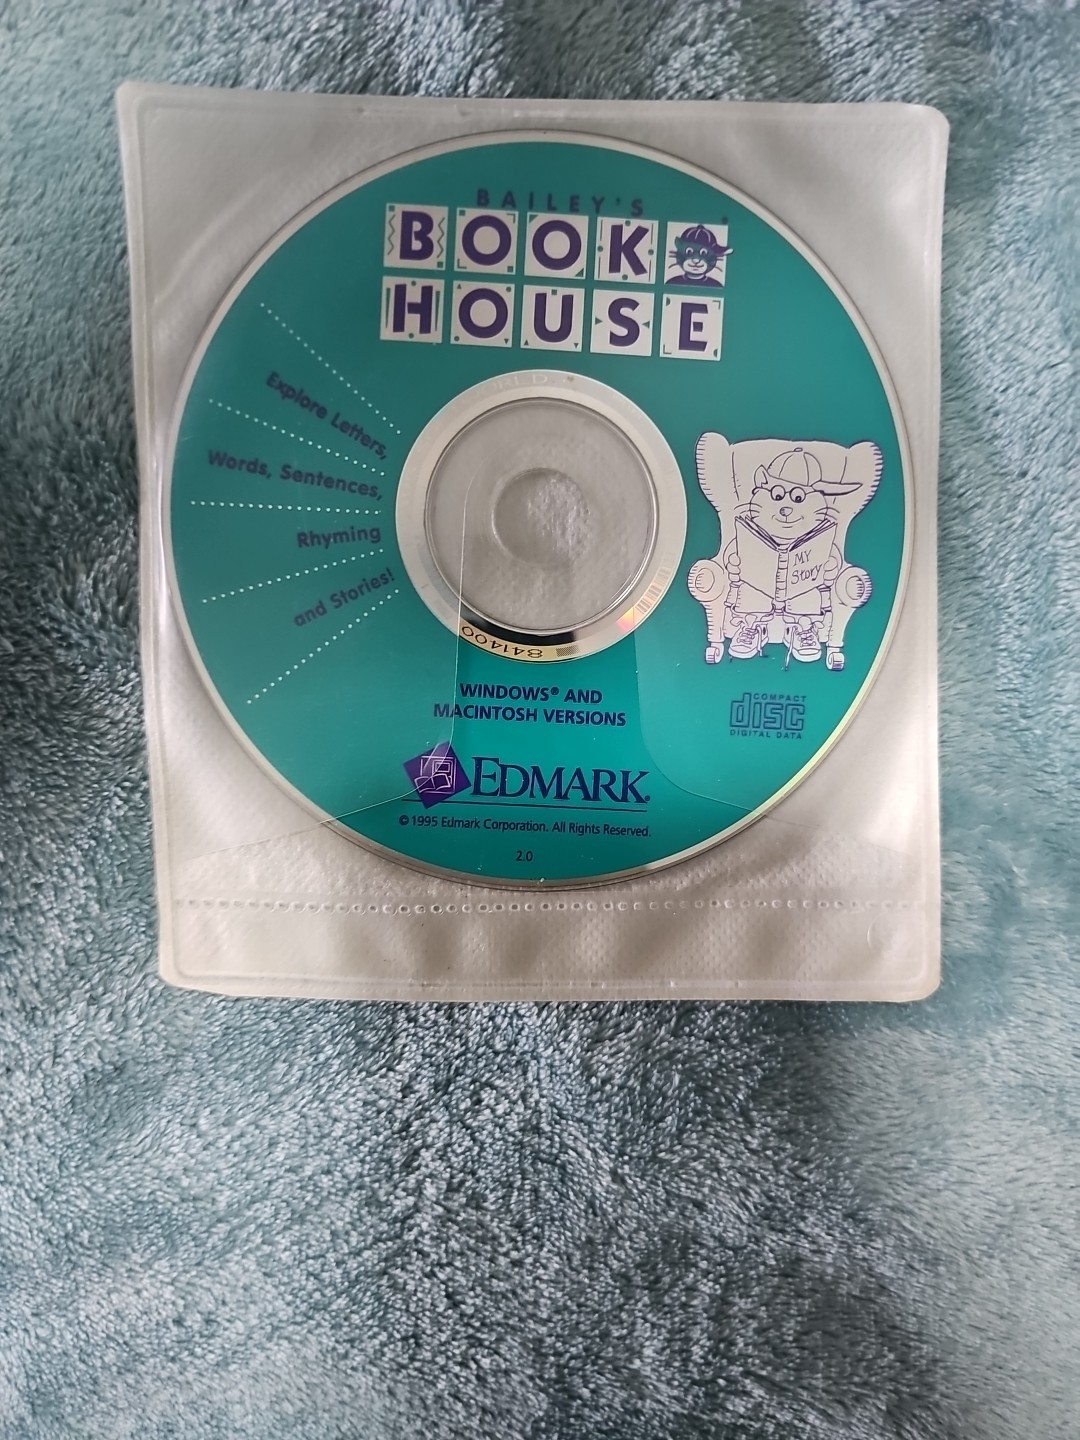 BAILEY'S
BOOK
HOUSE
Explore Letters,
Words, Sentences,
Rhyming
and Stories!
MY
Story
841400
WINDOWS® AND
MACINTOSH VERSIONS
COMPACT
disc
DIGITAL DATA
EDMARK®
© 1995 Edmark Corporation. All Rights Reserved.
2.0